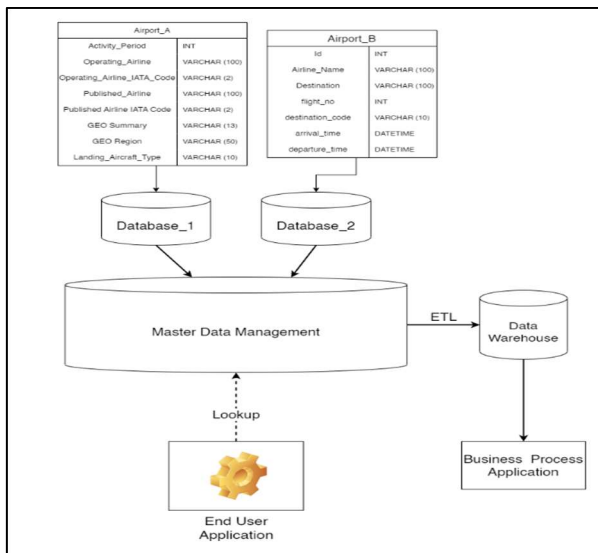 Airport_A
Activity_Period INT
Operating_Airline VARCHAR (100)
Operating_Airline_IATA_Code VARCHAR (2)
Published_Airline VARCHAR (100)
Published Airline IATA Code VARCHAR (2)
GEO Summary VARCHAR (13)
GEO Region VARCHAR (50)
Landing_Aircraft_Type VARCHAR (10)
Airport_B
Id INT
Airline_Name VARCHAR (100)
Destination VARCHAR (100)
flight_no INT
destination_code VARCHAR (10)
arrival_time DATETIME
departure_time DATETIME
Database_1
Database_2
Master Data Management
ETL
Data
Warehouse
Lookup
Business Process
Application
End User
Application